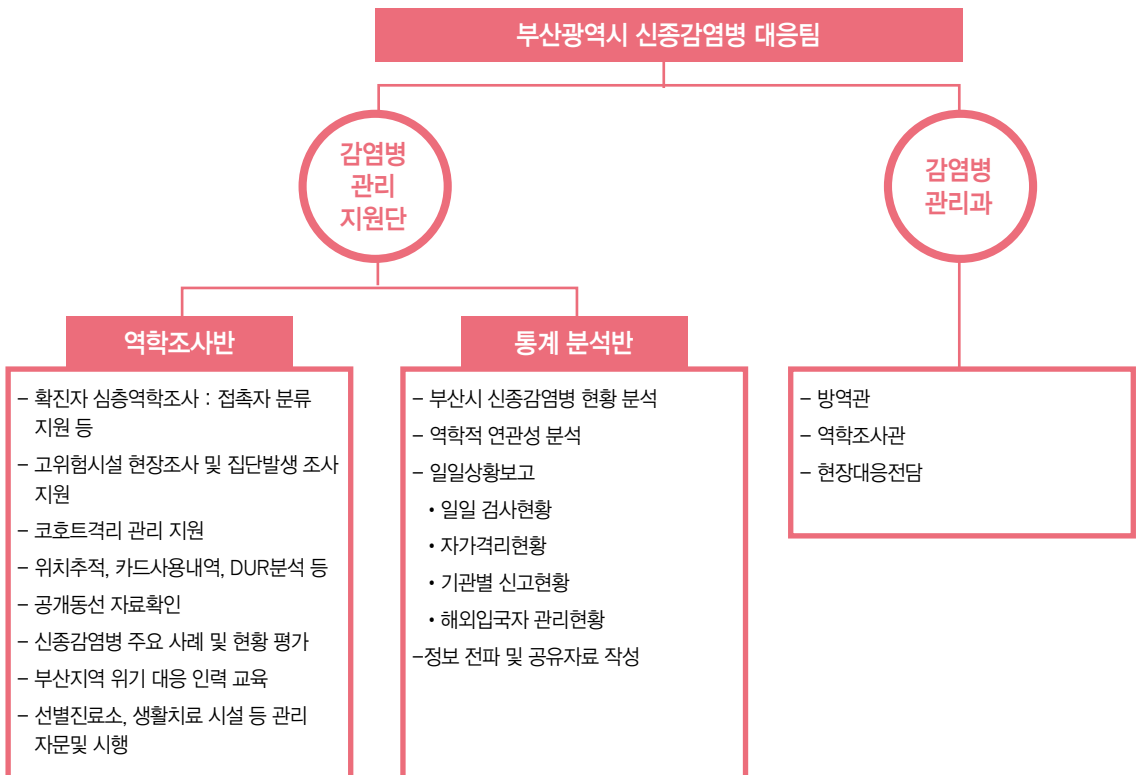 부산광역시 신종감염병 대응팀
감염병
관리
지원단
감염병
관리과
역학조사반
– 확진자 심층역학조사 : 접촉자 분류
지원 등
– 고위험시설 현장조사 및 집단발생 조사
지원
– 코호트격리 관리 지원
– 위치추적, 카드사용내역, DUR분석 등
– 공개동선 자료확인
– 신종감염병 주요 사례 및 현황 평가
– 부산지역 위기 대응 인력 교육
– 선별진료소, 생활치료 시설 등 관리
자문및 시행
통계 분석반
– 부산시 신종감염병 현황 분석
– 역학적 연관성 분석
– 일일상황보고
• 일일 검사현황
• 자가격리현황
• 기관별 신고현황
• 해외입국자 관리현황
–정보 전파 및 공유자료 작성
– 방역관
– 역학조사관
– 현장대응전담